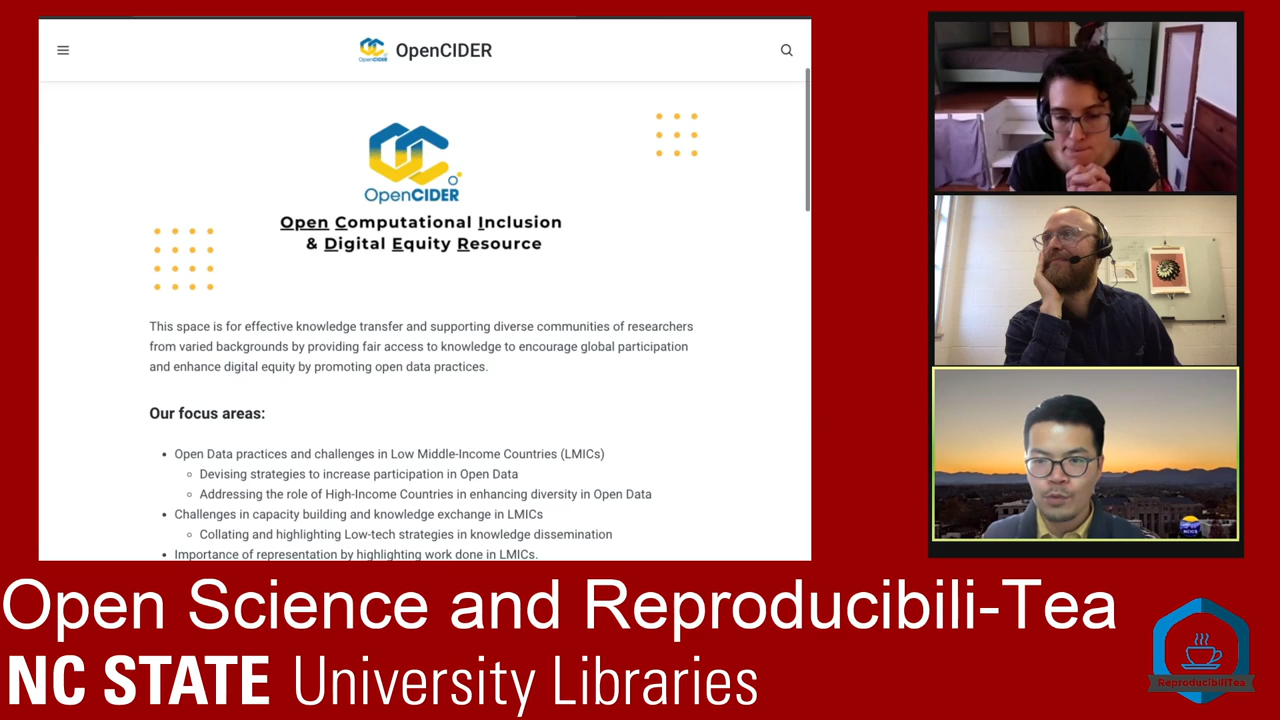 OpenCIDER
OpenCIDER
OpenCIDER
Open Computational Inclusion
& Digital Equity Resource
This space is for effective knowledge transfer and supporting diverse communities of researchers
from varied backgrounds by providing fair access to knowledge to encourage global participation
and enhance digital equity by promoting open data practices.
Our focus areas:
• Open Data practices and challenges in Low Middle-Income Countries (LMICs)
◦ Devising strategies to increase participation in Open Data
◦ Addressing the role of High-Income Countries in enhancing diversity in Open Data
• Challenges in capacity building and knowledge exchange in LMICs
◦ Collating and highlighting Low-tech strategies in knowledge dissemination
• Importance of representation by highlighting work done in LMICs.
NCICS
Open Science and Reproducibili-Tea
NC STATE University Libraries
ReproducibiliTea